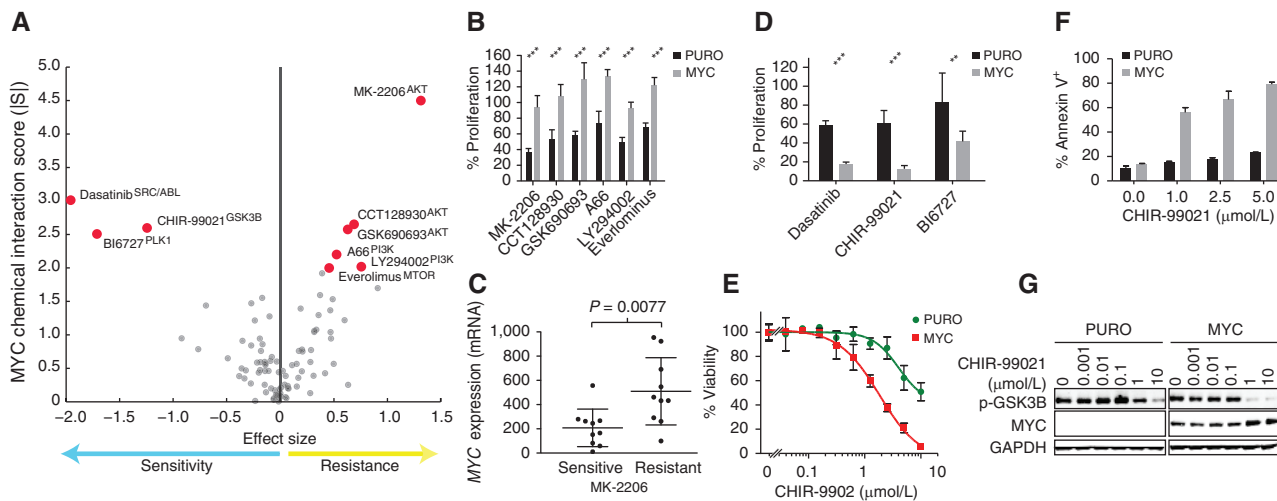 A
MYC chemical interaction score (|S|)
5.0
4.5
4.0
3.5
3.0
2.5
2.0
1.5
1
0.5
0
−2.0
−1.5
−1.0
−0.5
0
0.5
1.0
1.5
Effect size
Sensitivity
Resistance
MK-2206AKT
DasatinibSRC/ABL
CHIR-99021GSK3B
BI6727PLK1
CCT128930AKT
GSK690693AKT
A66PI3K
LY294002PI3K
EverolimusMTOR
B
PURO
MYC
% Proliferation
160
140
120
100
80
60
40
20
0
*** *** *** *** *** ***
MK-2206
CCT128930
GSK690693
A66
LY294002
Everlominus
C
P = 0.0077
MYC expression (mRNA)
1,000
800
600
400
200
0
Sensitive Resistant
MK-2206
D
PURO
MYC
% Proliferation
120
100
80
60
40
20
0
*** *** **
Dasatinib
CHIR-99021
BI6727
E
PURO
MYC
% Viability
100
80
60
40
20
0
0 0.1 1 10
CHIR-9902 (μmol/L)
F
PURO
MYC
% Annexin V+
100
80
60
40
20
0
0.0 1.0 2.5 5.0
CHIR-99021 (μmol/L)
G
PURO MYC
CHIR-99021
(μmol/L)
0 0.001 0.01 0.1 1 10
0 0.001 0.01 0.1 1 10
p-GSK3B
MYC
GAPDH